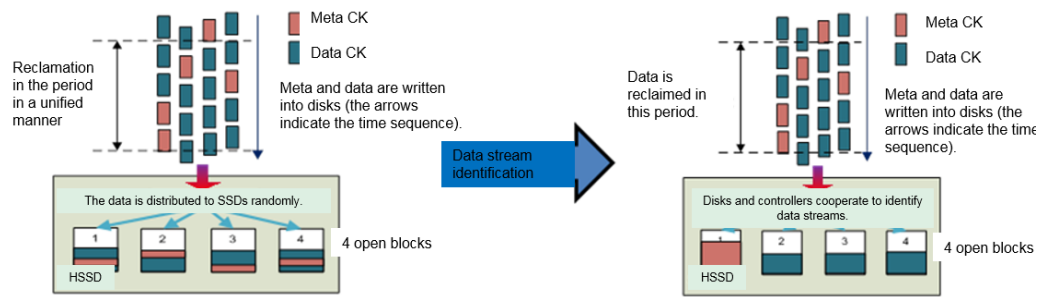 Meta CK
Data CK
Reclamation
in the period
in a unified
manner
Meta and data are written
into disks (the arrows
indicate the time sequence).
The data is distributed to SSDs randomly.
1
2
3
4
HSSD
4 open blocks
Data stream
identification
Meta CK
Data CK
Data is
reclaimed in
this period.
Meta and data are
written into disks (the
arrows indicate the time
sequence).
Disks and controllers cooperate to identify
data streams.
1
2
3
4
HSSD
4 open blocks